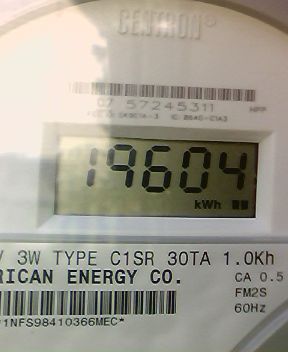 CENTRON®
07 57245311
19604
kWh
V 3W TYPE C1SR 30TA 1.0Kh
RICAN ENERGY CO.
CA 0.5
FM2S
60Hz
*1NFS98410366MEC*